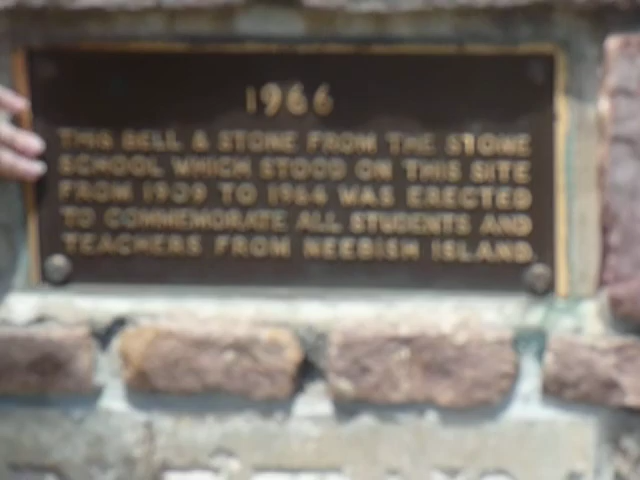 1966
THIS BELL & STONE FROM THE STONE
SCHOOL WHICH STOOD ON THIS SITE
FROM 1909 TO 1964 WAS ERECTED
TO COMMEMORATE ALL STUDENTS AND
TEACHERS FROM NEEBISH ISLAND.